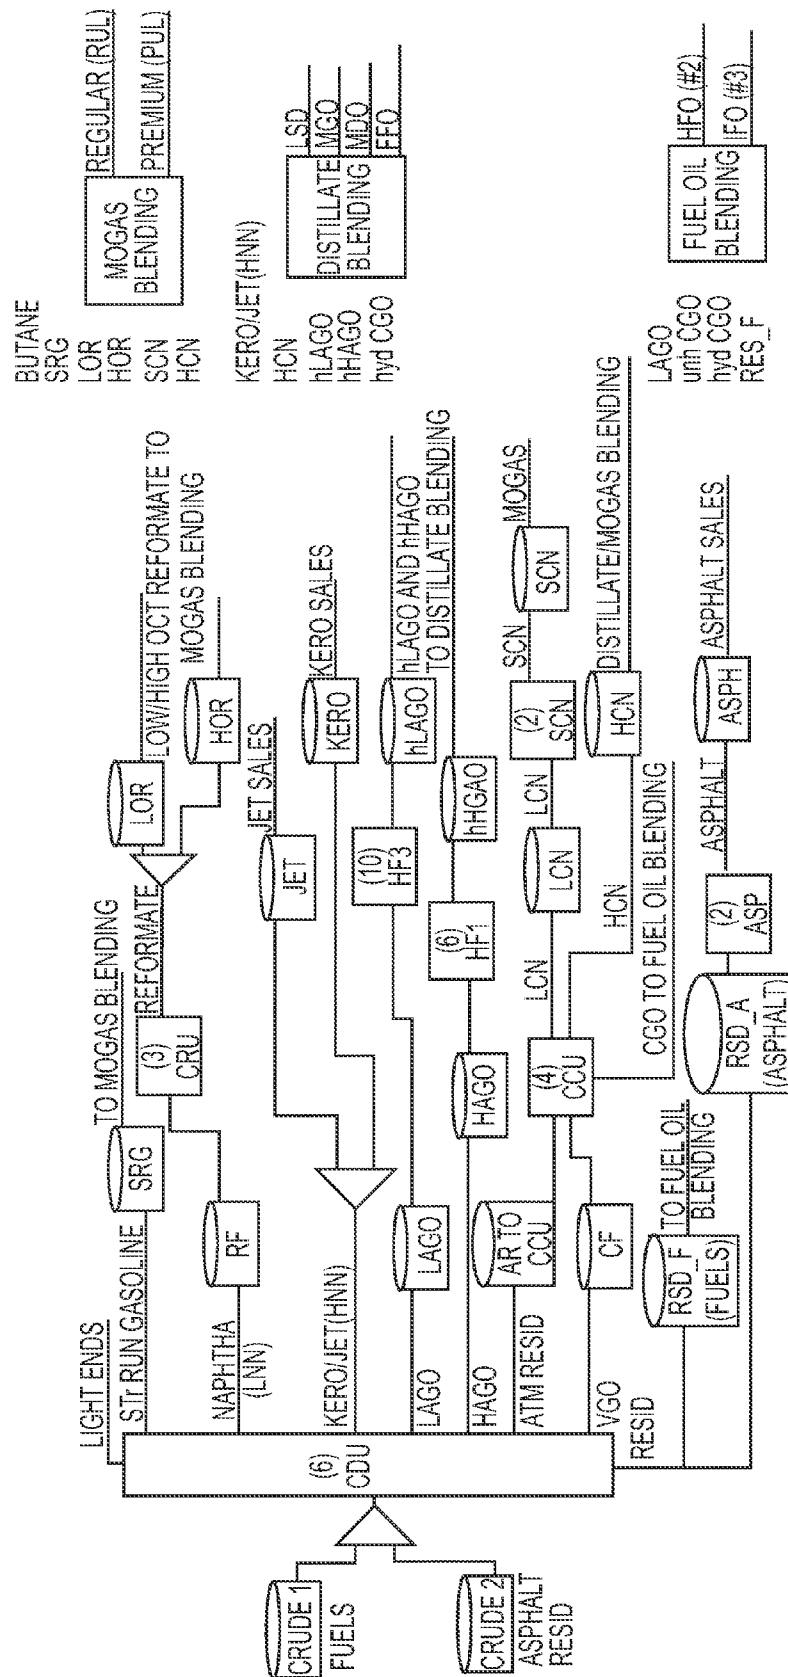 CRUDE 1
FUELS
CRUDE 2
ASPHALT
RESID
(6)
CDU
LIGHT ENDS
STr RUN GASOLINE
SRG
TO MOGAS BLENDING
NAPHTHA
(LNN)
RF
(3)
CRU
REFORMATE
LOR
LOW/HIGH OCT REFORMATE TO
MOGAS BLENDING
HOR
KERO/JET(HNN)
JET
JET SALES
KERO
KERO SALES
LAGO
LAGO
(10)
HF3
hLAGO
hLAGO AND hHAGO
TO DISTILLATE BLENDING
HAGO
HAGO
(6)
HF1
hHGAO
ATM RESID
AR TO
CCU
VGO
CF
(4)
CCU
LCN
LCN
LCN
(2)
SCN
SCN
SCN
MOGAS
HCN
HCN
DISTILLATE/MOGAS BLENDING
CGO TO FUEL OIL BLENDING
RESID
RSD_F
(FUELS)
TO FUEL OIL
BLENDING
RSD_A
(ASPHALT)
(2)
ASP
ASPHALT
ASPH
ASPHALT SALES
BUTANE
SRG
LOR
HOR
SCN
HCN
MOGAS
BLENDING
REGULAR (RUL)
PREMIUM (PUL)
KERO/JET(HNN)
HCN
hLAGO
hHAGO
hyd CGO
DISTILLATE
BLENDING
LSD
MGO
MDO
FFO
LAGO
unh CGO
hyd CGO
RES_F
FUEL OIL
BLENDING
HFO (#2)
IFO (#3)